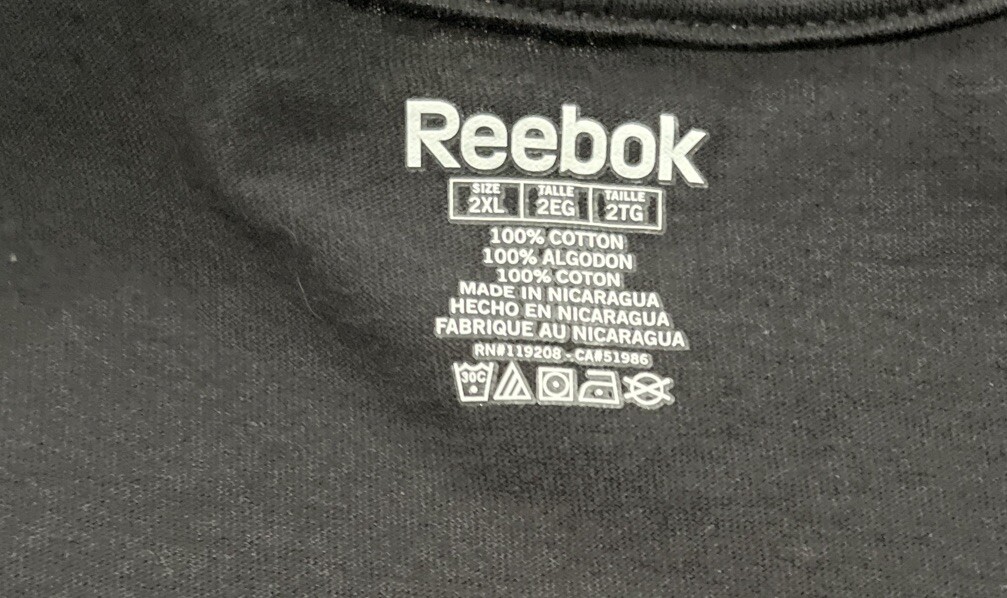 Reebok
SIZE TALLE TAILLE
2XL 2EG 2TG
100% COTTON
100% ALGODON
100% COTON
MADE IN NICARAGUA
HECHO EN NICARAGUA
FABRIQUE AU NICARAGUA
RN#119208 - CA#51986
30C